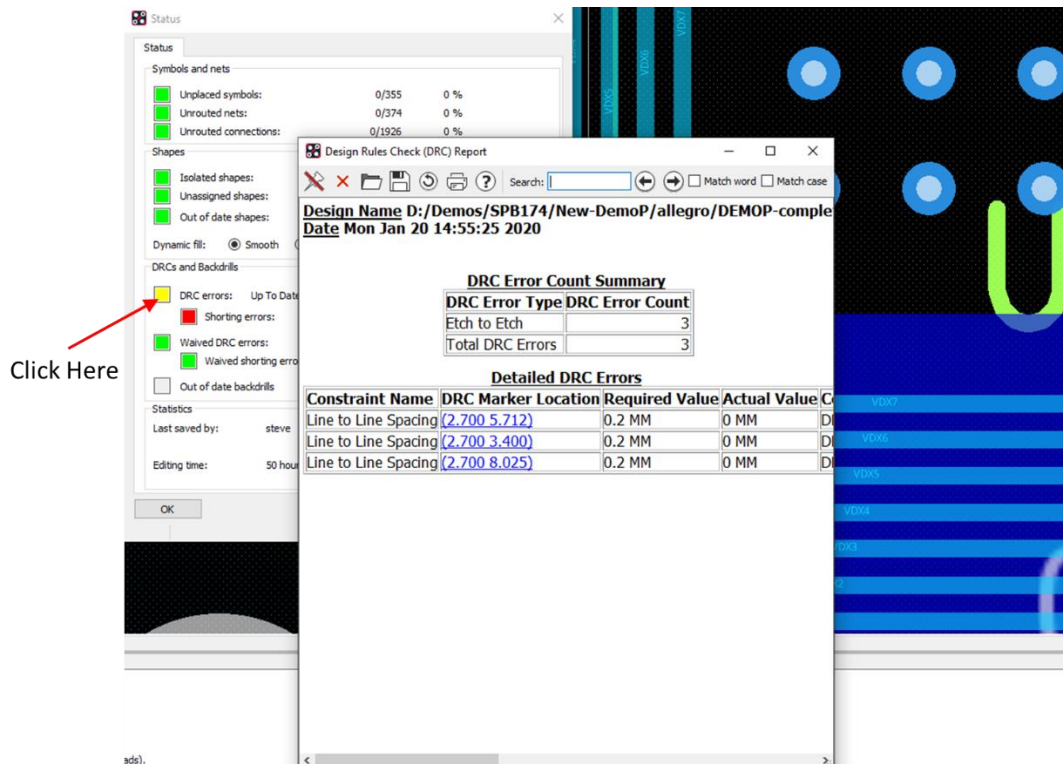 Status
Status
Symbols and nets
Unplaced symbols: 0/355 0 %
Unrouted nets: 0/374 0 %
Unrouted connections: 0/1926 0 %
Shapes
Isolated shapes:
Unassigned shapes:
Out of date shapes:
Dynamic fill: Smooth
DRCs and Backdrills
DRC errors: Up To Date
Shorting errors:
Waived DRC errors:
Waived shorting erro
Out of date backdrills
Statistics
Last saved by: steve
Editing time: 50 hour
OK
Click Here
Design Rules Check (DRC) Report
Search: Match word Match case
Design Name D:/Demos/SPB174/New-DemoP/allegro/DEMOP-comple
Date Mon Jan 20 14:55:25 2020
DRC Error Count Summary
DRC Error Type DRC Error Count
Etch to Etch 3
Total DRC Errors 3
Detailed DRC Errors
Constraint Name DRC Marker Location Required Value Actual Value
Line to Line Spacing (2.700 5.712) 0.2 MM 0 MM
Line to Line Spacing (2.700 3.400) 0.2 MM 0 MM
Line to Line Spacing (2.700 8.025) 0.2 MM 0 MM
VDX5
VDX6
VDX7
VDX7
VDX6
VDX5
VDX4
VDX3
ads).